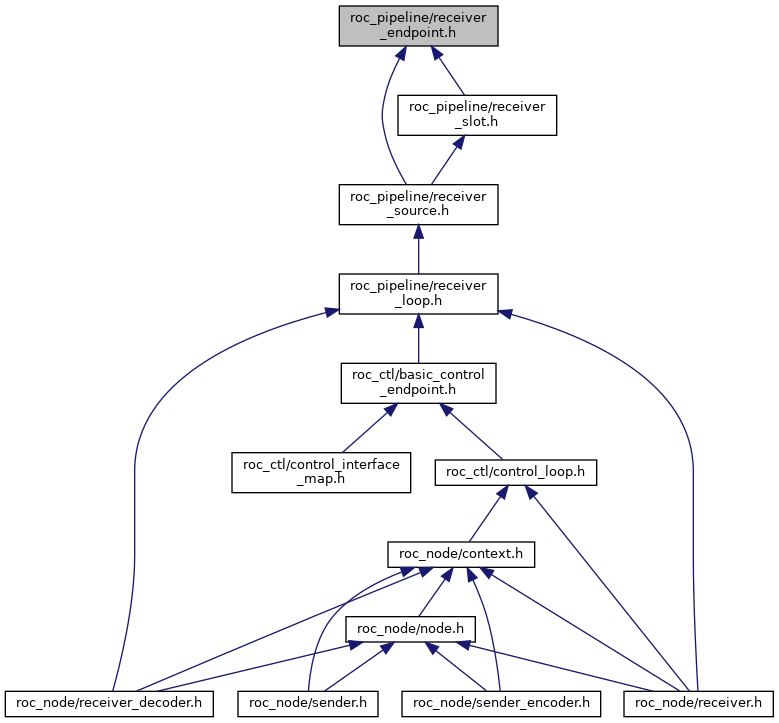 roc_pipeline/receiver
_endpoint.h
roc_pipeline/receiver
_slot.h
roc_pipeline/receiver
_source.h
roc_pipeline/receiver
_loop.h
roc_ctl/basic_control
_endpoint.h
roc_ctl/control_interface
_map.h
roc_ctl/control_loop.h
roc_node/context.h
roc_node/node.h
roc_node/receiver_decoder.h
roc_node/sender.h
roc_node/sender_encoder.h
roc_node/receiver.h